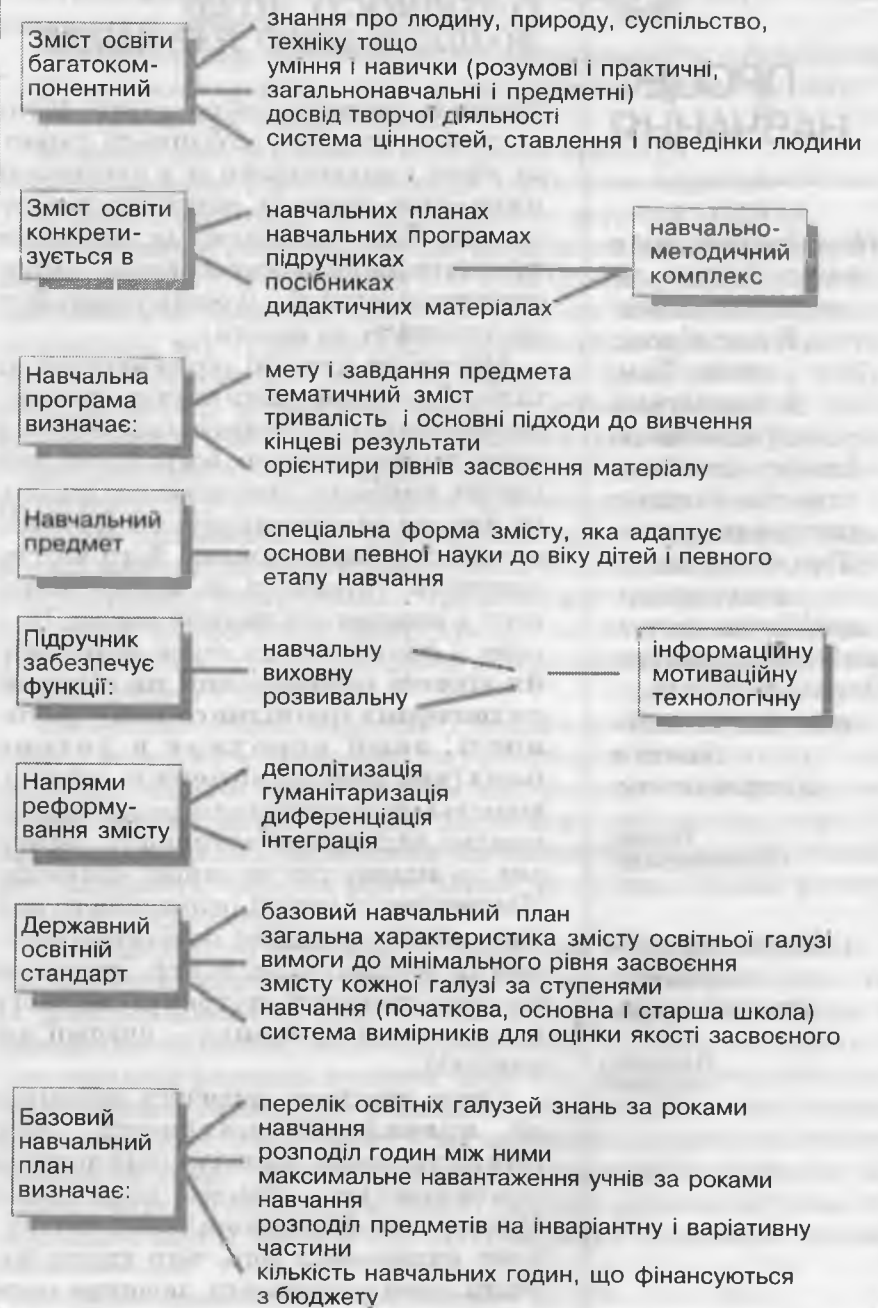 Зміст освіти
багатоком-
понентний
знання про людину, природу, суспільство,
техніку тощо
уміння і навички (розумові і практичні,
загальнонавчальні і предметні)
досвід творчої діяльності
система цінностей, ставлення і поведінки людини
Зміст освіти
конкрети-
зується в
навчальних планах
навчальних програмах
підручниках
посібниках
дидактичних матеріалах
навчально-
методичний
комплекс
Навчальна
програма
визначає:
мету і завдання предмета
тематичний зміст
тривалість і основні підходи до вивчення
кінцеві результати
орієнтири рівнів засвоєння матеріалу
Навчальний
предмет
спеціальна форма змісту, яка адаптує
основи певної науки до віку дітей і певного
етапу навчання
Підручник
забезпечує
функції:
навчальну
виховну
розвивальну
інформаційну
мотиваційну
технологічну
Напрями
реформу-
вання змісту
деполітизація
гуманітаризація
диференціація
інтеграція
Державний
освітній
стандарт
базовий навчальний план
загальна характеристика змісту освітньої галузі
вимоги до мінімального рівня засвоєння
змісту кожної галузі за ступенями
навчання (початкова, основна і старша школа)
система вимірників для оцінки якості засвоєного
Базовий
навчальний
план
визначає:
перелік освітніх галузей знань за роками
навчання
розподіл годин між ними
максимальне навантаження учнів за роками
навчання
розподіл предметів на інваріантну і варіативну
частини
кількість навчальних годин, що фінансуються
з бюджету